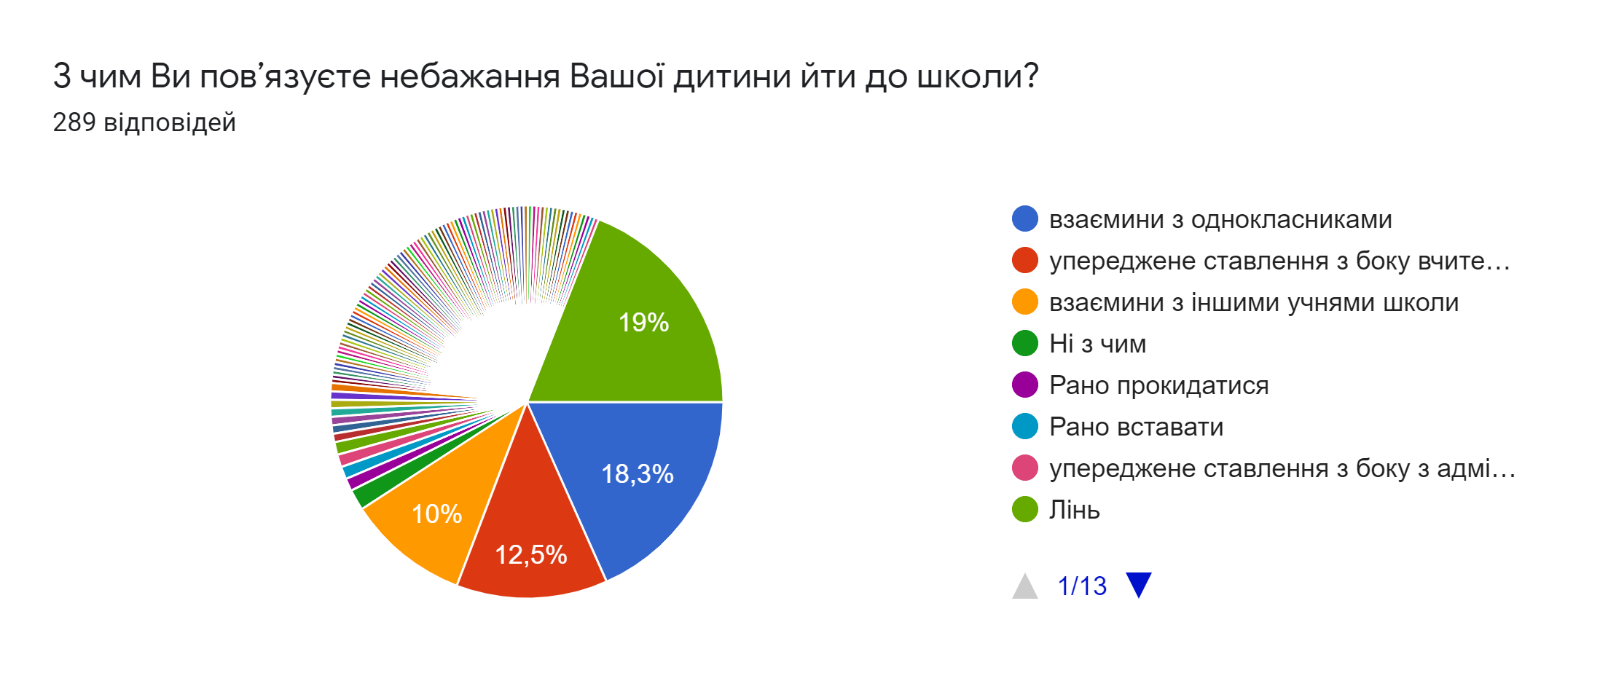 З чим Ви пов’язуєте небажання Вашої дитини йти до школи?
289 відповідей
взаємини з однокласниками
упереджене ставлення з боку вчите…
взаємини з іншими учнями школи
Ні з чим
Рано прокидатися
Рано вставати
упереджене ставлення з боку з адмі…
Лінь
1/13
19%
18,3%
10%
12,5%